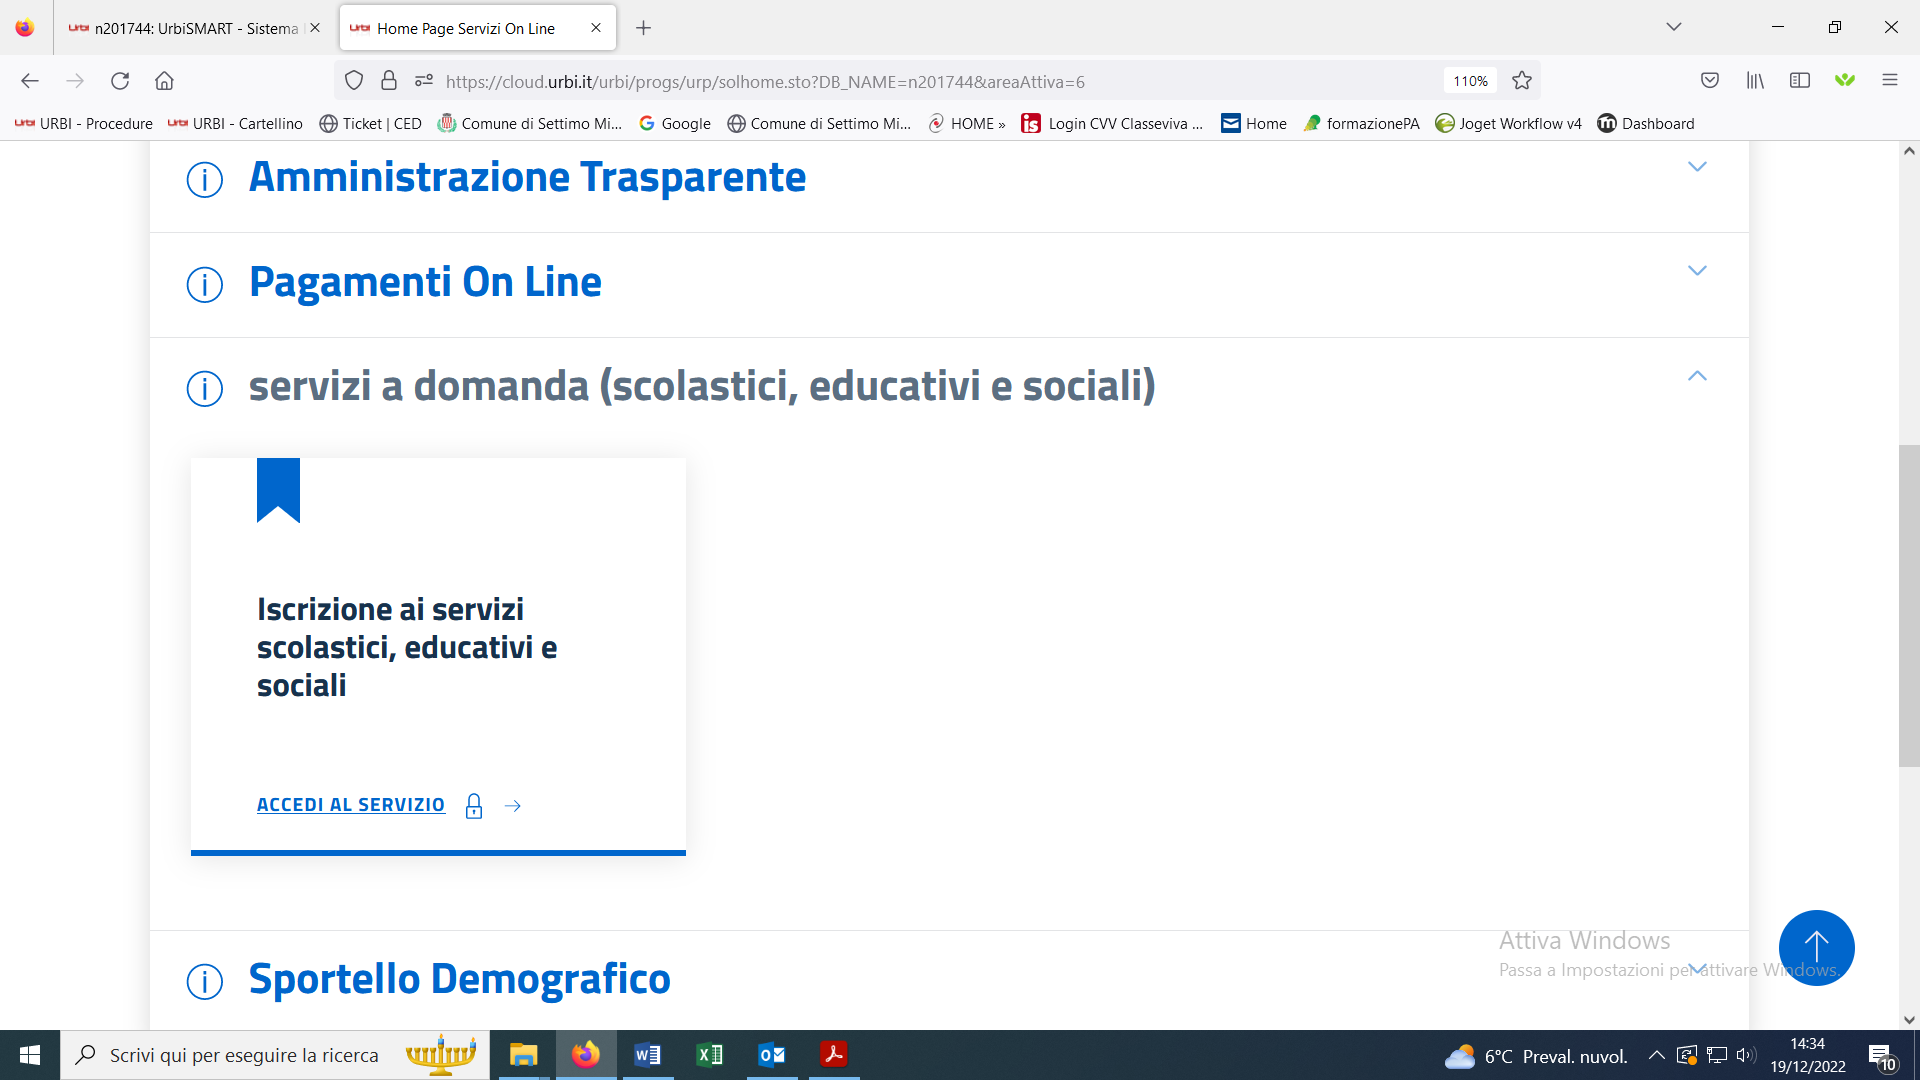 n201744: UrbiSMART - Sistema
Home Page Servizi On Line
https://cloud.urbi.it/urbi/progs/urp/solhome.sto?DB_NAME=n201744&areaAttiva=6
110%
URBI - Procedure
URBI - Cartellino
Ticket | CED
Comune di Settimo Mi...
Google
Comune di Settimo Mi...
HOME »
Login CVV Classeviva ...
Home
formazionePA
Joget Workflow v4
Dashboard
Amministrazione Trasparente
Pagamenti On Line
servizi a domanda (scolastici, educativi e sociali)
Iscrizione ai servizi
scolastici, educativi e
sociali
ACCEDI AL SERVIZIO
Attiva Windows
Passa a Impostazioni per attivare Windows.
Sportello Demografico
Scrivi qui per eseguire la ricerca
6°C Preval. nuvol.
14:34
19/12/2022
10